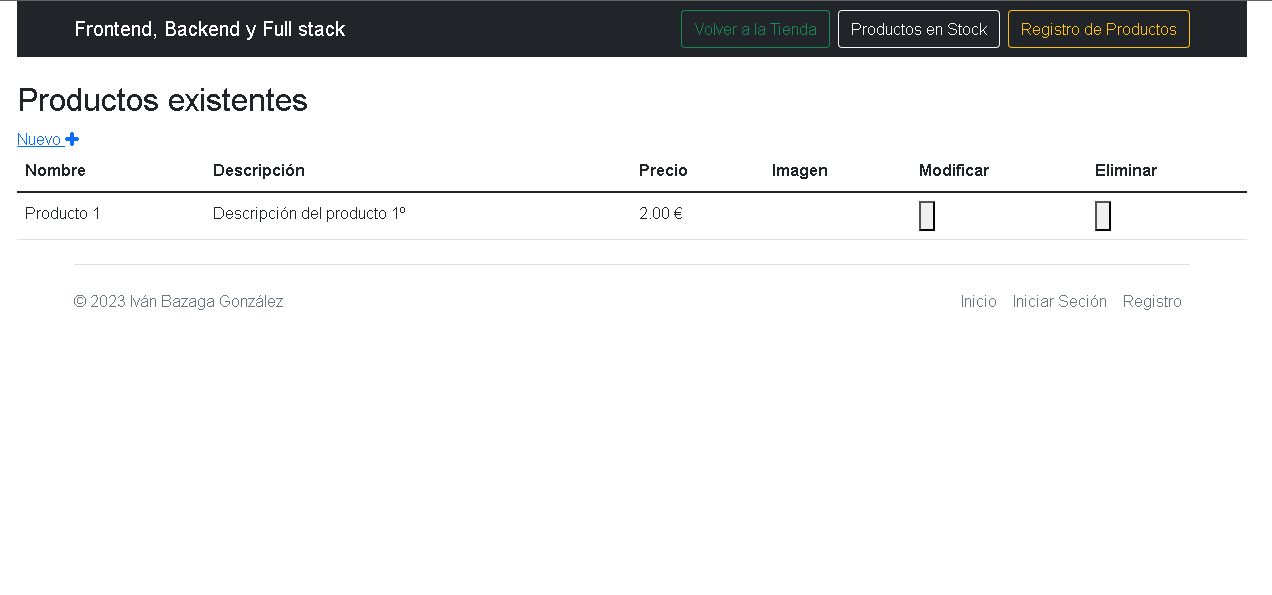 Frontend, Backend y Full stack Volver a la Tienda Productos en Stock Registro de Productos
Productos existentes
Nuevo
Nombre Descripción Precio Imagen Modificar Eliminar
Producto 1 Descripción del producto 1º 2.00 €
© 2023 Iván Bazaga González Inicio Iniciar Seción Registro